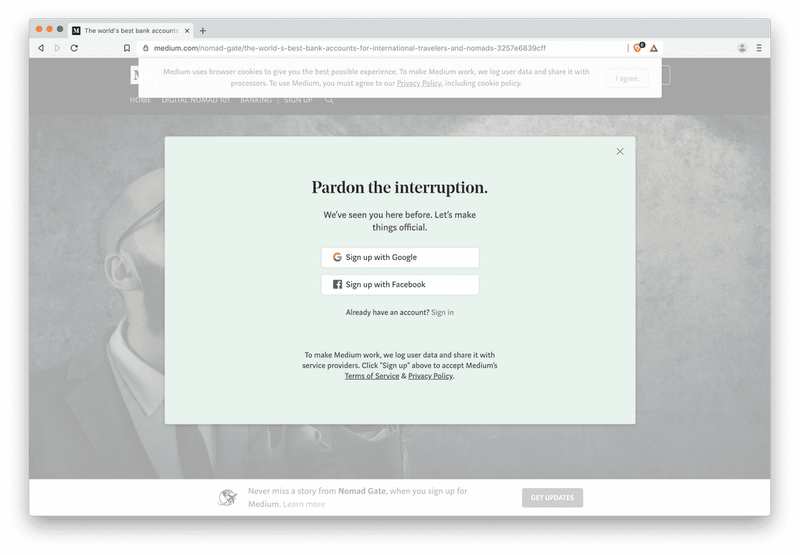 The world's best bank accounts
medium.com/nomad-gate/the-world-s-best-bank-accounts-for-international-travelers-and-nomads-3257e6839cff
Medium uses browser cookies to give you the best possible experience. To make Medium work, we log user data and share it with
processors. To use Medium, you must agree to our Privacy Policy, including cookie policy.
I agree.
HOME DIGITAL NOMAD 101 BANKING SIGN UP
Pardon the interruption.
We've seen you here before. Let's make
things official.
Sign up with Google
Sign up with Facebook
Already have an account? Sign in
To make Medium work, we log user data and share it with
service providers. Click "Sign up" above to accept Medium's
Terms of Service & Privacy Policy.
Never miss a story from Nomad Gate, when you sign up for
Medium. Learn more
GET UPDATES